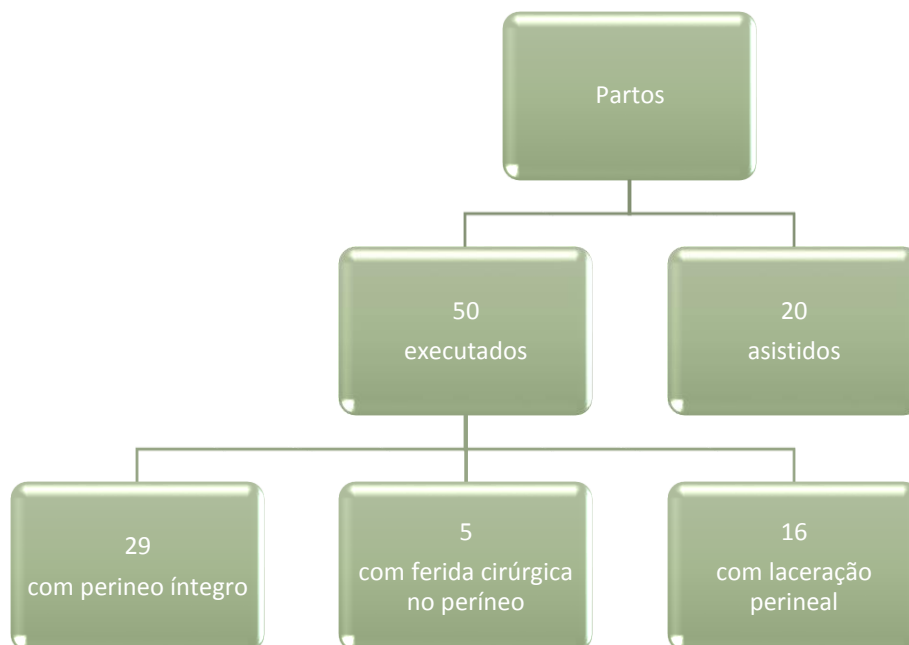 Partos
50
executados
20
asistidos
29
com perineo íntegro
5
com ferida cirúrgica
no períneo
16
com laceração
perineal